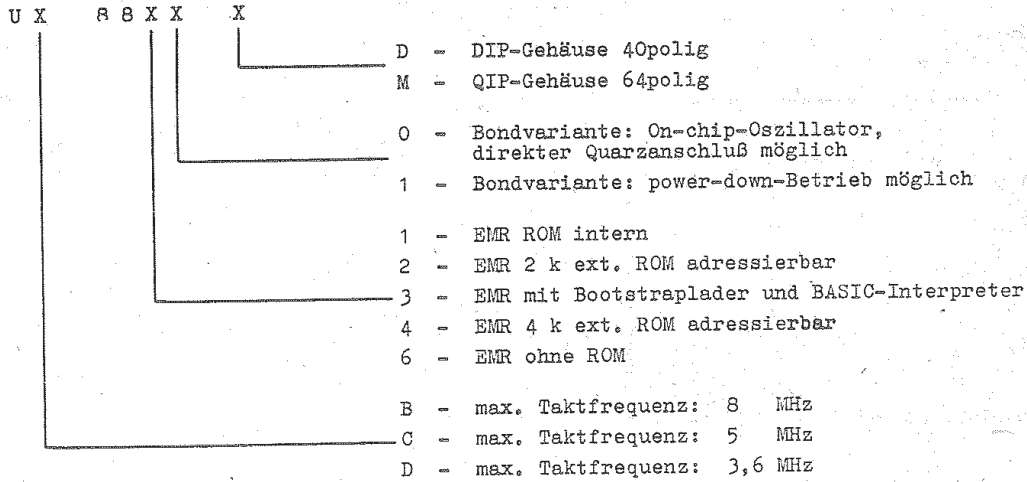 U X 8 8 X X X
D - DIP-Gehäuse 40polig
M - QIP-Gehäuse 64polig
0 - Bondvariante: On-chip-Oszillator,
direkter Quarzanschluß möglich
1 - Bondvariante: power-down-Betrieb möglich
1 - EMR ROM intern
2 - EMR 2 k ext. ROM adressierbar
3 - EMR mit Bootstraplader und BASIC-Interpreter
4 - EMR 4 k ext. ROM adressierbar
6 - EMR ohne ROM
B - max. Taktfrequenz: 8 MHz
C - max. Taktfrequenz: 5 MHz
D - max. Taktfrequenz: 3,6 MHz